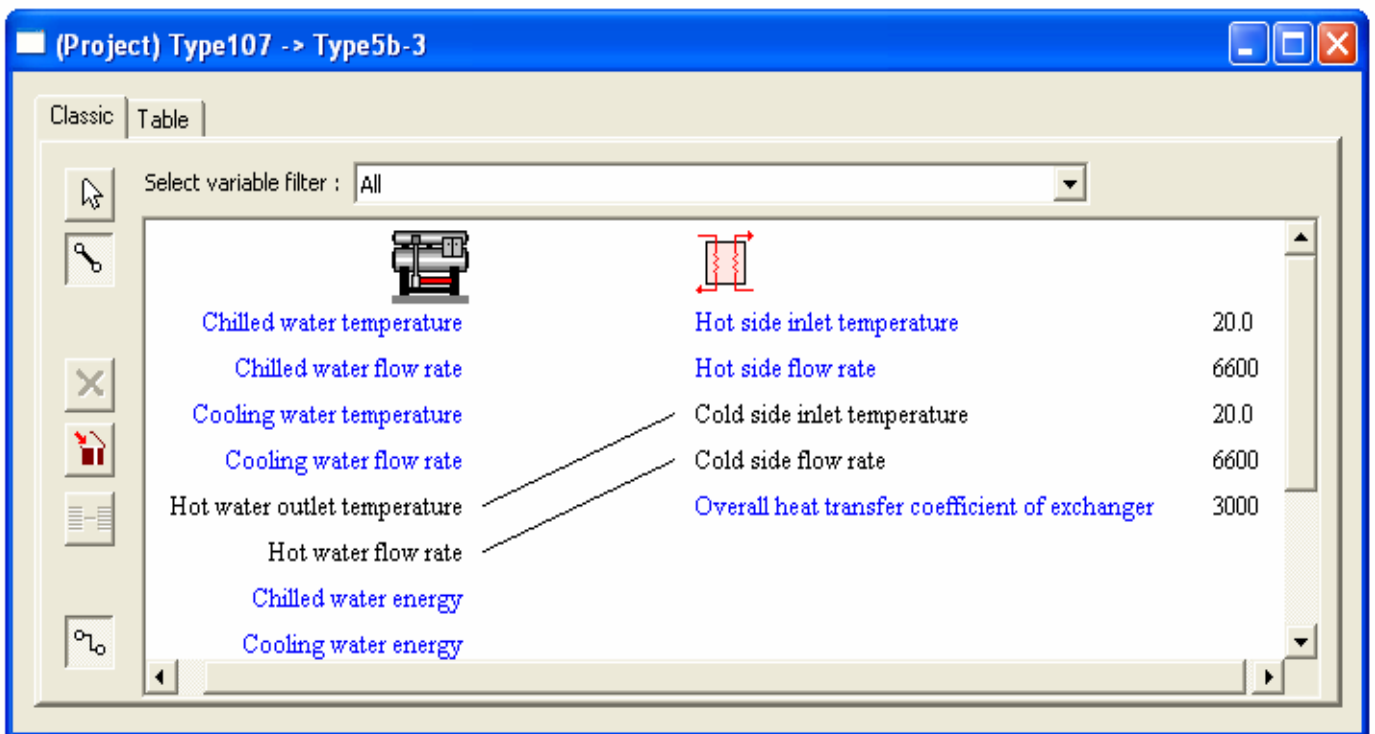 (Project) Type107 -> Type5b-3
Classic Table
Select variable filter : All
Chilled water temperature Hot side inlet temperature 20.0
Chilled water flow rate Hot side flow rate 6600
Cooling water temperature Cold side inlet temperature 20.0
Cooling water flow rate Cold side flow rate 6600
Hot water outlet temperature Overall heat transfer coefficient of exchanger 3000
Hot water flow rate
Chilled water energy
Cooling water energy